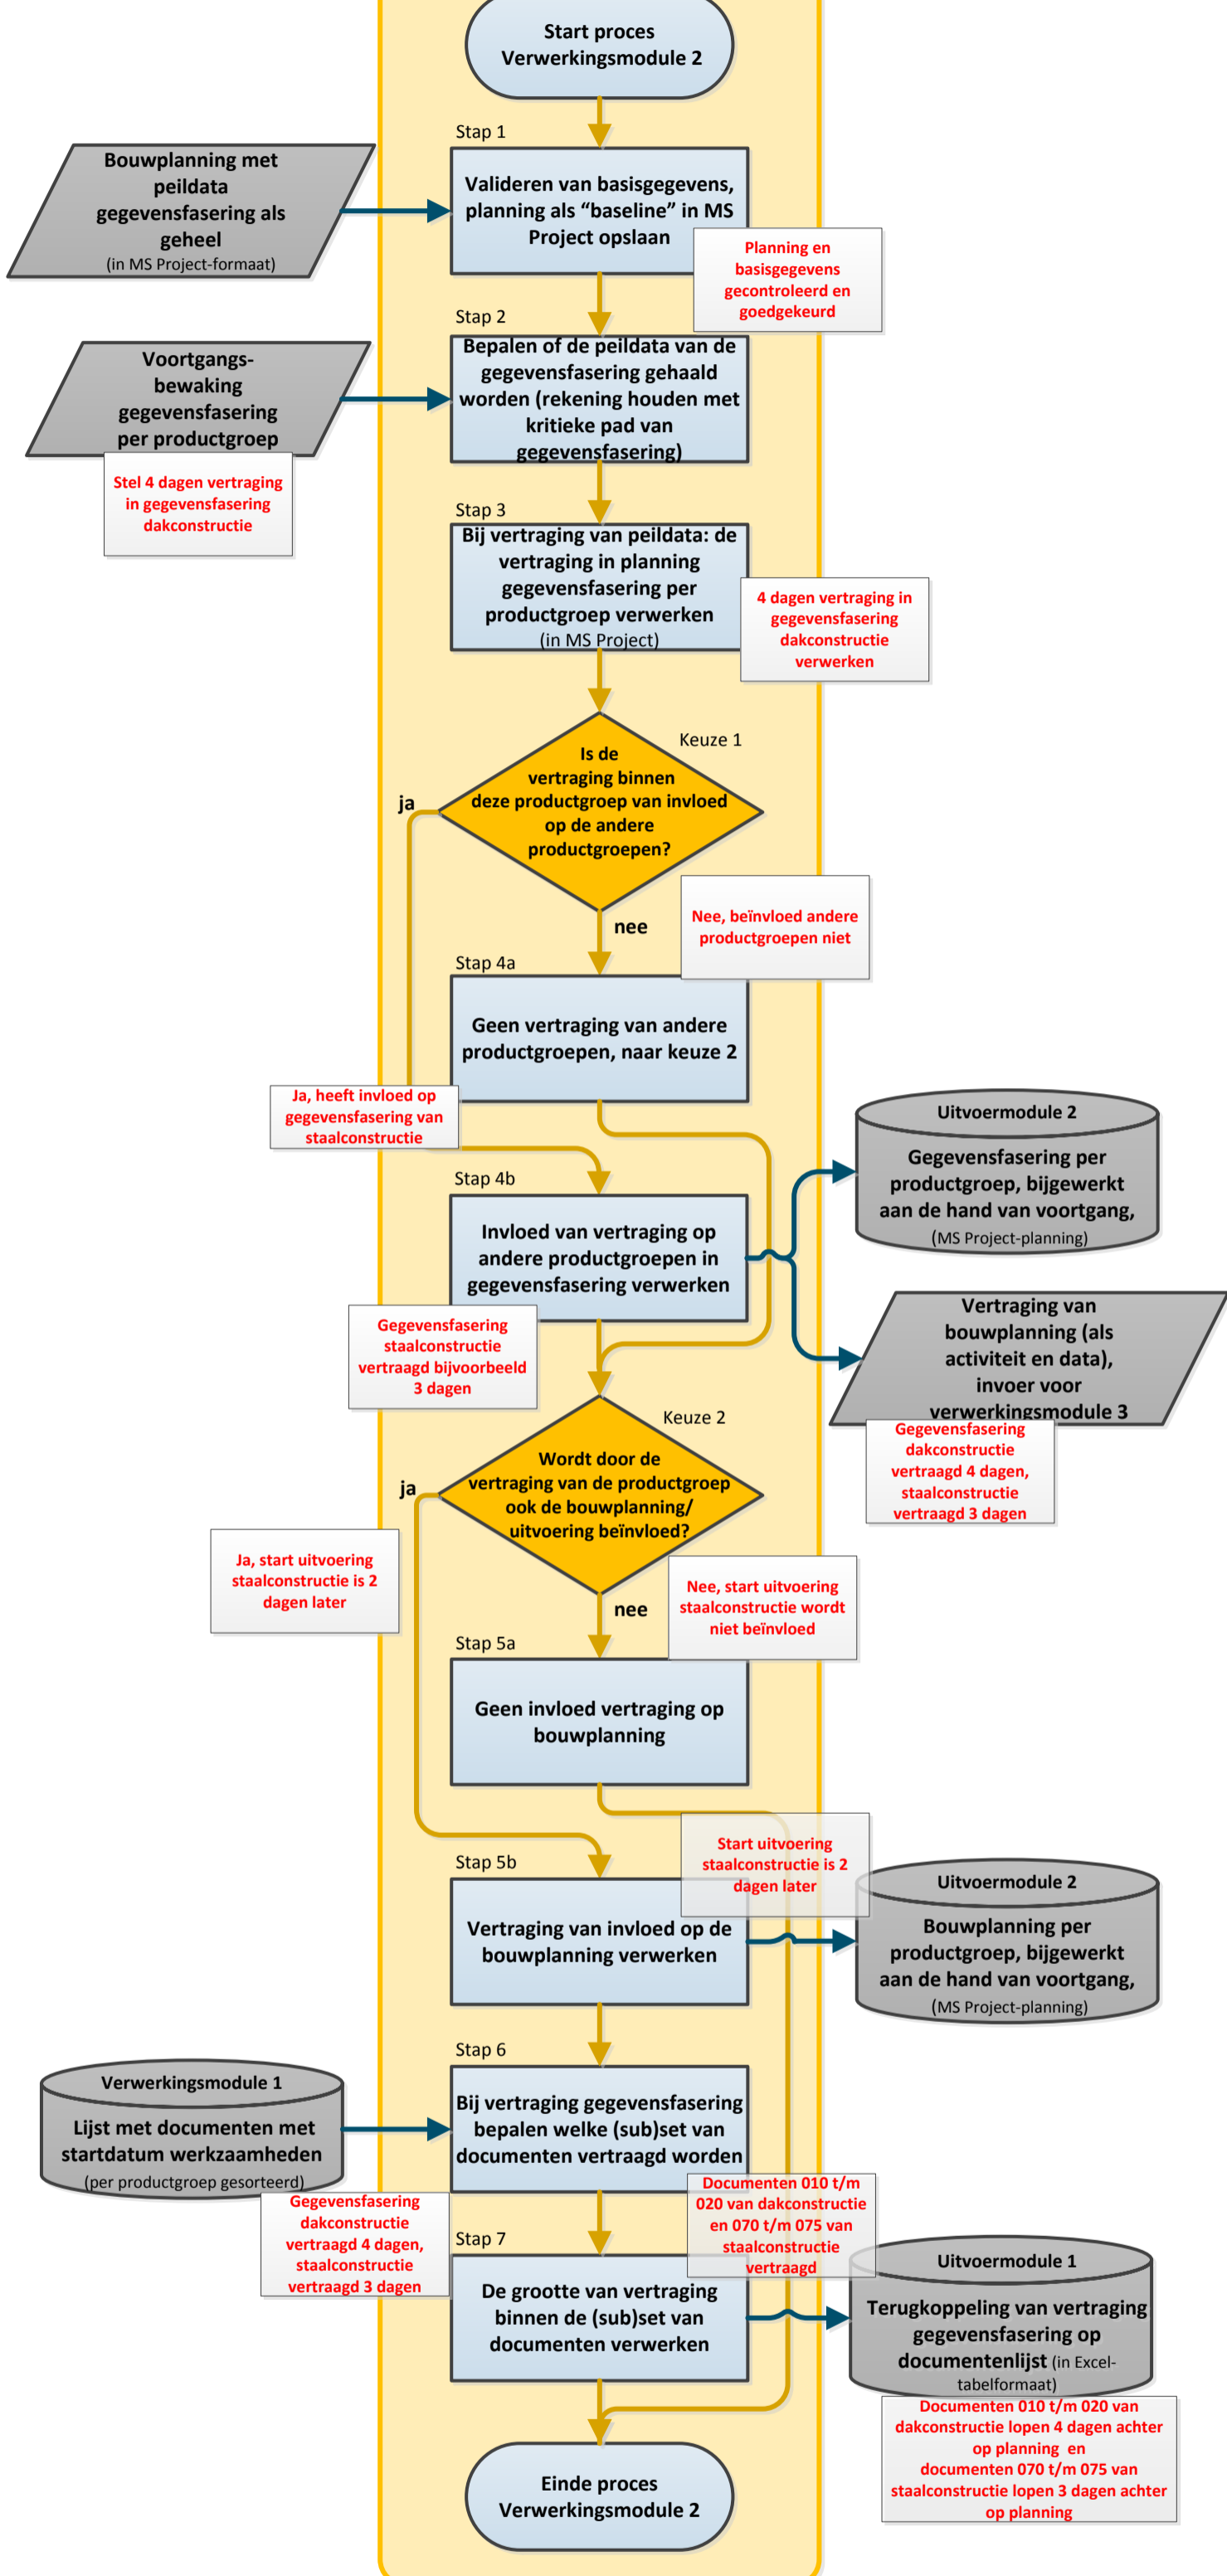 Start proces
Verwerkingsmodule 2
Stap 1
Bouwplanning met
peildata
gegevensfasering als
geheel
(in MS Project-formaat)
Valideren van basisgegevens,
planning als “baseline” in MS
Project opslaan
Planning en
basisgegevens
gecontroleerd en
goedgekeurd
Stap 2
Voortgangs-
bewaking
gegevensfasering
per productgroep
Bepalen of de peildata van de
gegevensfasering gehaald
worden (rekening houden met
kritieke pad van
gegevensfasering)
Stel 4 dagen vertraging
in gegevensfasering
dakconstructie
Stap 3
Bij vertraging van peildata: de
vertraging in planning
gegevensfasering per
productgroep verwerken
(in MS Project)
4 dagen vertraging in
gegevensfasering
dakconstructie
verwerken
Keuze 1
Is de
vertraging binnen
deze productgroep van invloed
op de andere
productgroepen?
ja
nee
Nee, beïnvloed andere
productgroepen niet
Stap 4a
Geen vertraging van andere
productgroepen, naar keuze 2
Ja, heeft invloed op
gegevensfasering van
staalconstructie
Uitvoermodule 2
Gegevensfasering per
productgroep, bijgewerkt
aan de hand van voortgang,
(MS Project-planning)
Stap 4b
Invloed van vertraging op
andere productgroepen in
gegevensfasering verwerken
Vertraging van
bouwplanning (als
activiteit en data),
invoer voor
verwerkingsmodule 3
Gegevensfasering
staalconstructie
vertraagd bijvoorbeeld
3 dagen
Gegevensfasering
dakconstructie
vertraagd 4 dagen,
staalconstructie
vertraagd 3 dagen
Keuze 2
Wordt door de
vertraging van de productgroep
ook de bouwplanning/
uitvoering beïnvloed?
ja
Ja, start uitvoering
staalconstructie is 2
dagen later
nee
Nee, start uitvoering
staalconstructie wordt
niet beïnvloed
Stap 5a
Geen invloed vertraging op
bouwplanning
Start uitvoering
staalconstructie is 2
dagen later
Stap 5b
Vertraging van invloed op de
bouwplanning verwerken
Uitvoermodule 2
Bouwplanning per
productgroep, bijgewerkt
aan de hand van voortgang,
(MS Project-planning)
Stap 6
Verwerkingsmodule 1
Lijst met documenten met
startdatum werkzaamheden
(per productgroep gesorteerd)
Bij vertraging gegevensfasering
bepalen welke (sub)set van
documenten vertraagd worden
Gegevensfasering
dakconstructie
vertraagd 4 dagen,
staalconstructie
vertraagd 3 dagen
Documenten 010 t/m
020 van dakconstructie
en 070 t/m 075 van
staalconstructie
vertraagd
Stap 7
De grootte van vertraging
binnen de (sub)set van
documenten verwerken
Uitvoermodule 1
Terugkoppeling van vertraging
gegevensfasering op
documentenlijst (in Excel-
tabelformaat)
Documenten 010 t/m 020 van
dakconstructie lopen 4 dagen achter
op planning en
documenten 070 t/m 075 van
staalconstructie lopen 3 dagen achter
op planning
Einde proces
Verwerkingsmodule 2